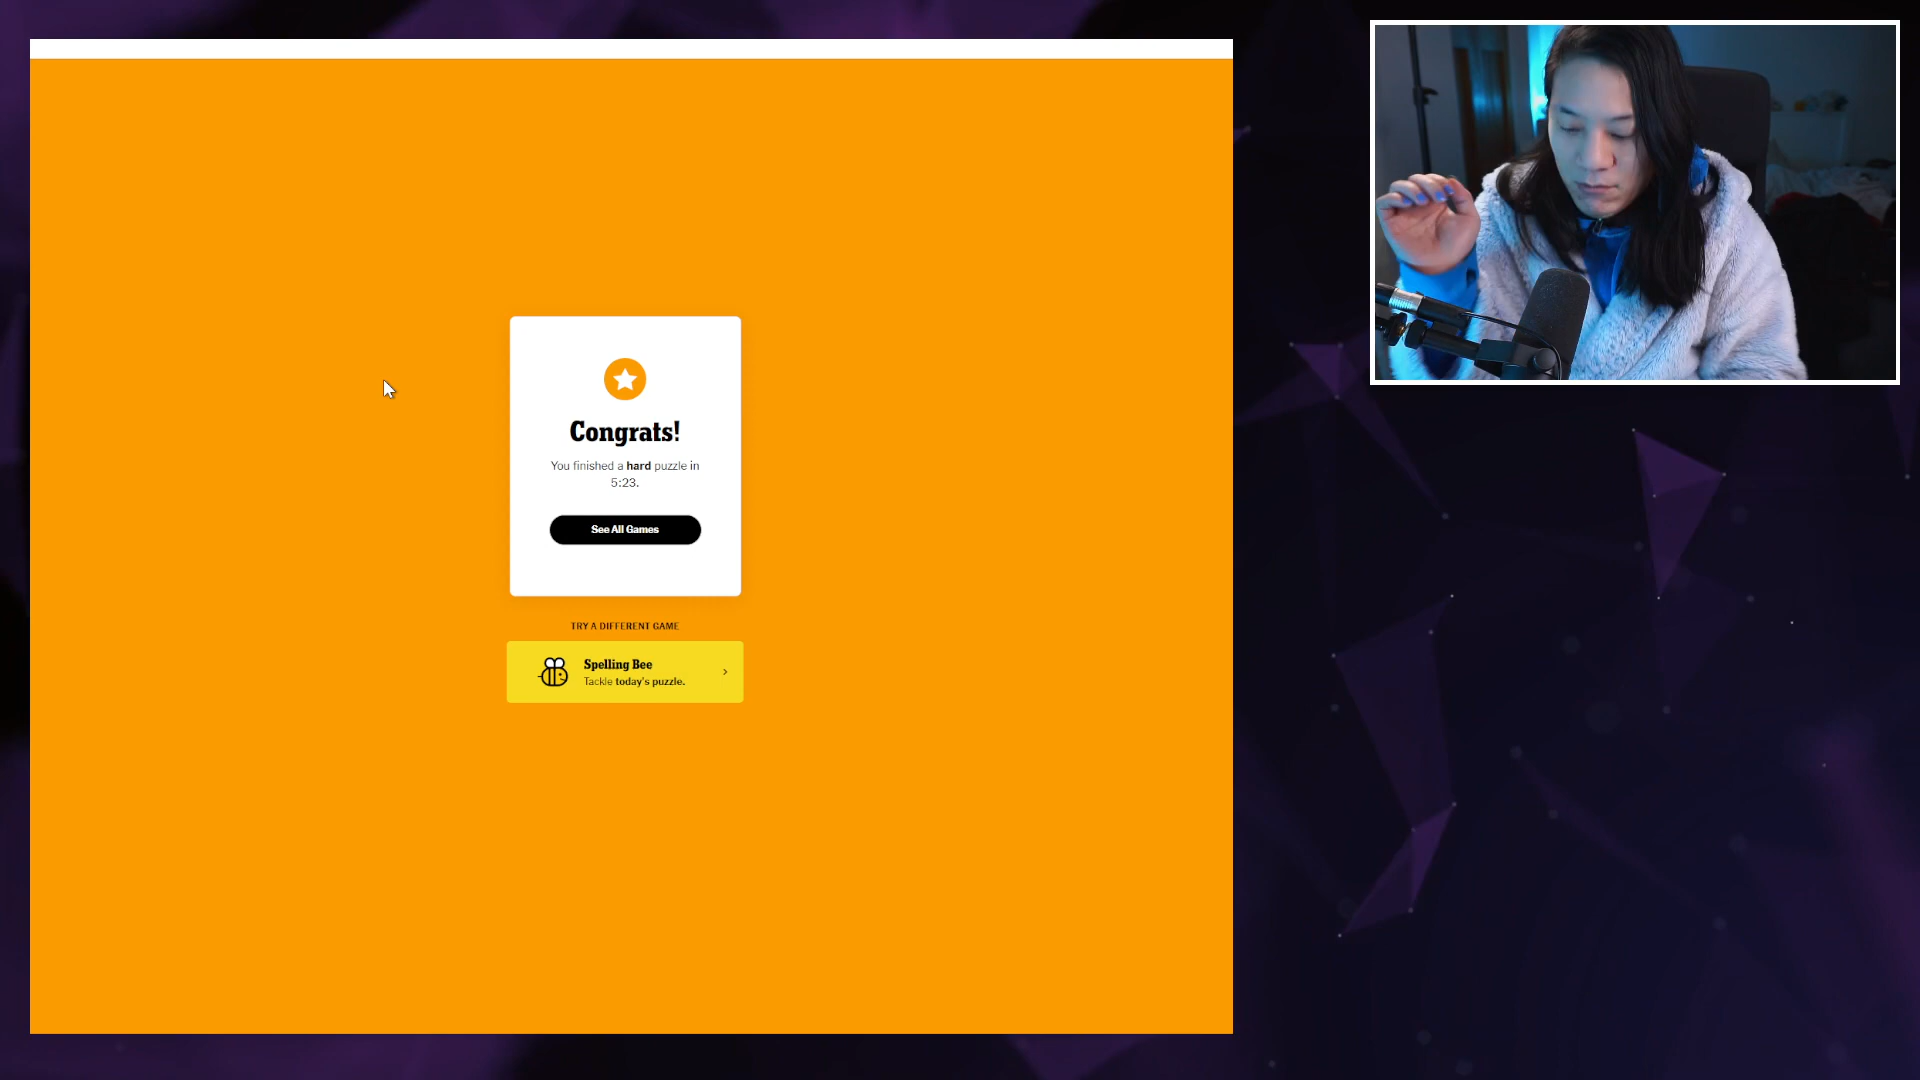 Congrats!
You finished a hard puzzle in
5:23.
See All Games
TRY A DIFFERENT GAME
Spelling Bee
Tackle today's puzzle.